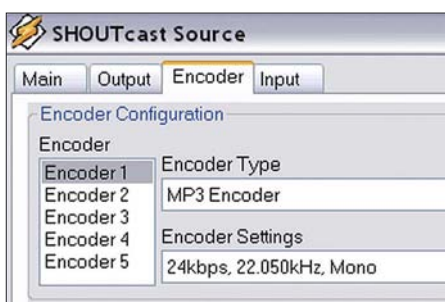 SHOUTcast Source
Main Output Encoder Input
Encoder Configuration
Encoder
Encoder 1
Encoder 2
Encoder 3
Encoder 4
Encoder 5
Encoder Type
MP3 Encoder
Encoder Settings
24kbps, 22.050kHz, Mono